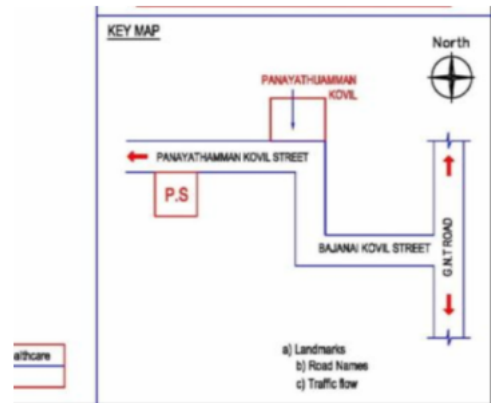 KEY MAP
North
PANAYATHUAMMAN
KOVIL
PANAYATHAMMAN KOVIL STREET
P.S
BAJANAI KOVIL STREET
G.N.T ROAD
a) Landmarks
b) Road Names
c) Traffic flow
althcare